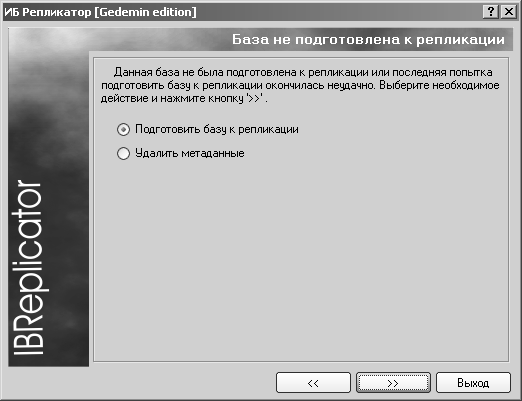 ИБ Репликатор [Gedemin edition]
База не подготовлена к репликации
Данная база не была подготовлена к репликации или последняя попытка
подготовить базу к репликации окончилась неудачно. Выберите необходимое
действие и нажмите кнопку '>>' .
Подготовить базу к репликации
Удалить метаданные
IBReplicator
<<
>>
Выход